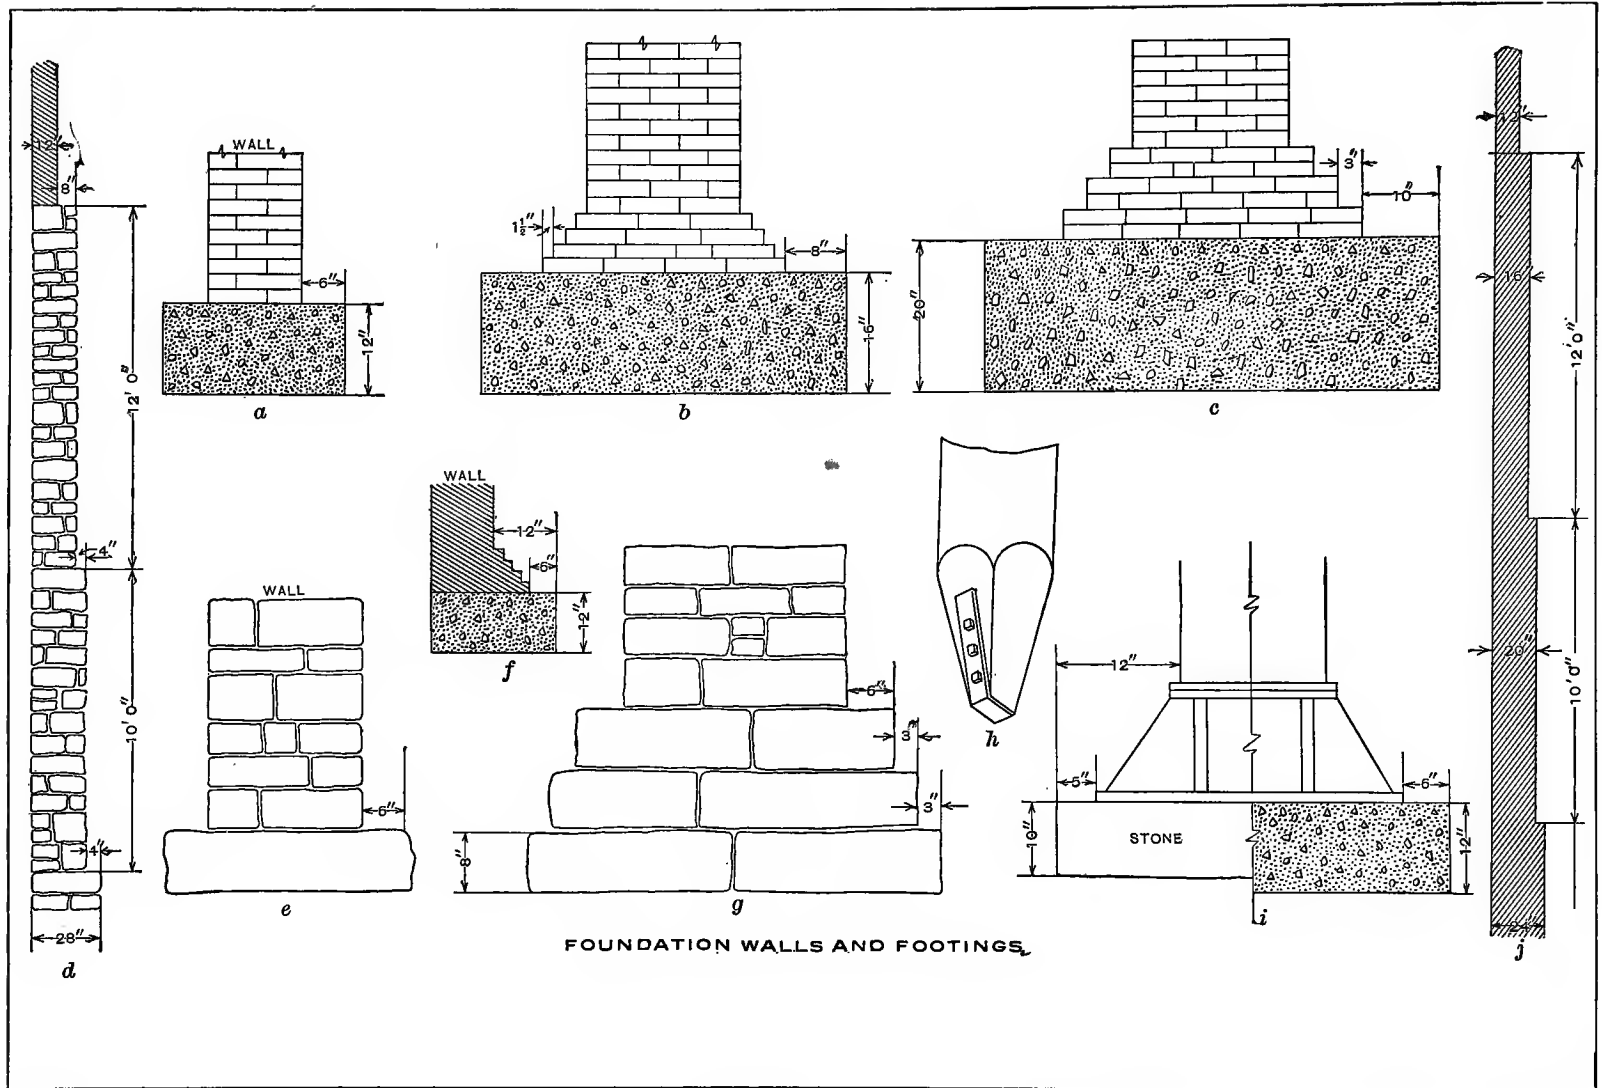 WALL
12"
8"
12' 0"
4"
10' 0"
4"
28"
d
WALL
6"
12"
a
1½"
8"
16"
b
3"
10"
20"
c
WALL
6"
e
WALL
12"
6"
12"
f
6"
3"
3"
8"
g
h
12"
6"
10"
STONE
12"
i
12"
16"
12' 0"
20"
10' 0"
24"
j
FOUNDATION WALLS AND FOOTINGS